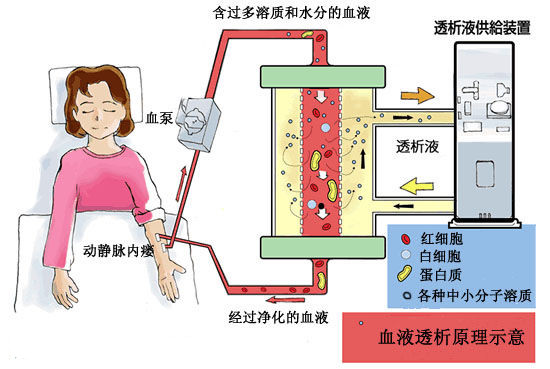 含过多溶质和水分的血液
透析液供給装置
血泵
透析液
动静脉内瘘
红细胞
白细胞
蛋白质
各种中小分子溶质
经过净化的血液
血液透析原理示意